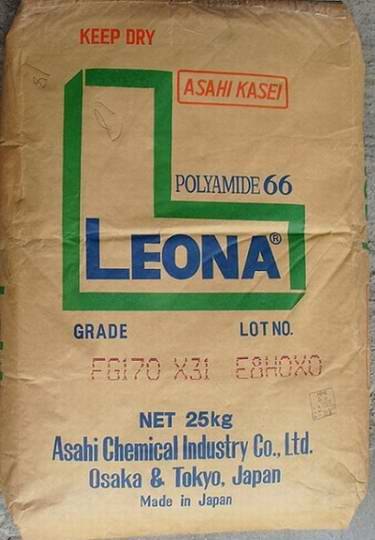 KEEP DRY
ASAHI KASEI
POLYAMIDE 66
LEONA®
GRADE LOT NO.
FG170 X31 E8H0X0
NET 25kg
Asahi Chemical Industry Co., Ltd.
Osaka & Tokyo, Japan
Made in Japan